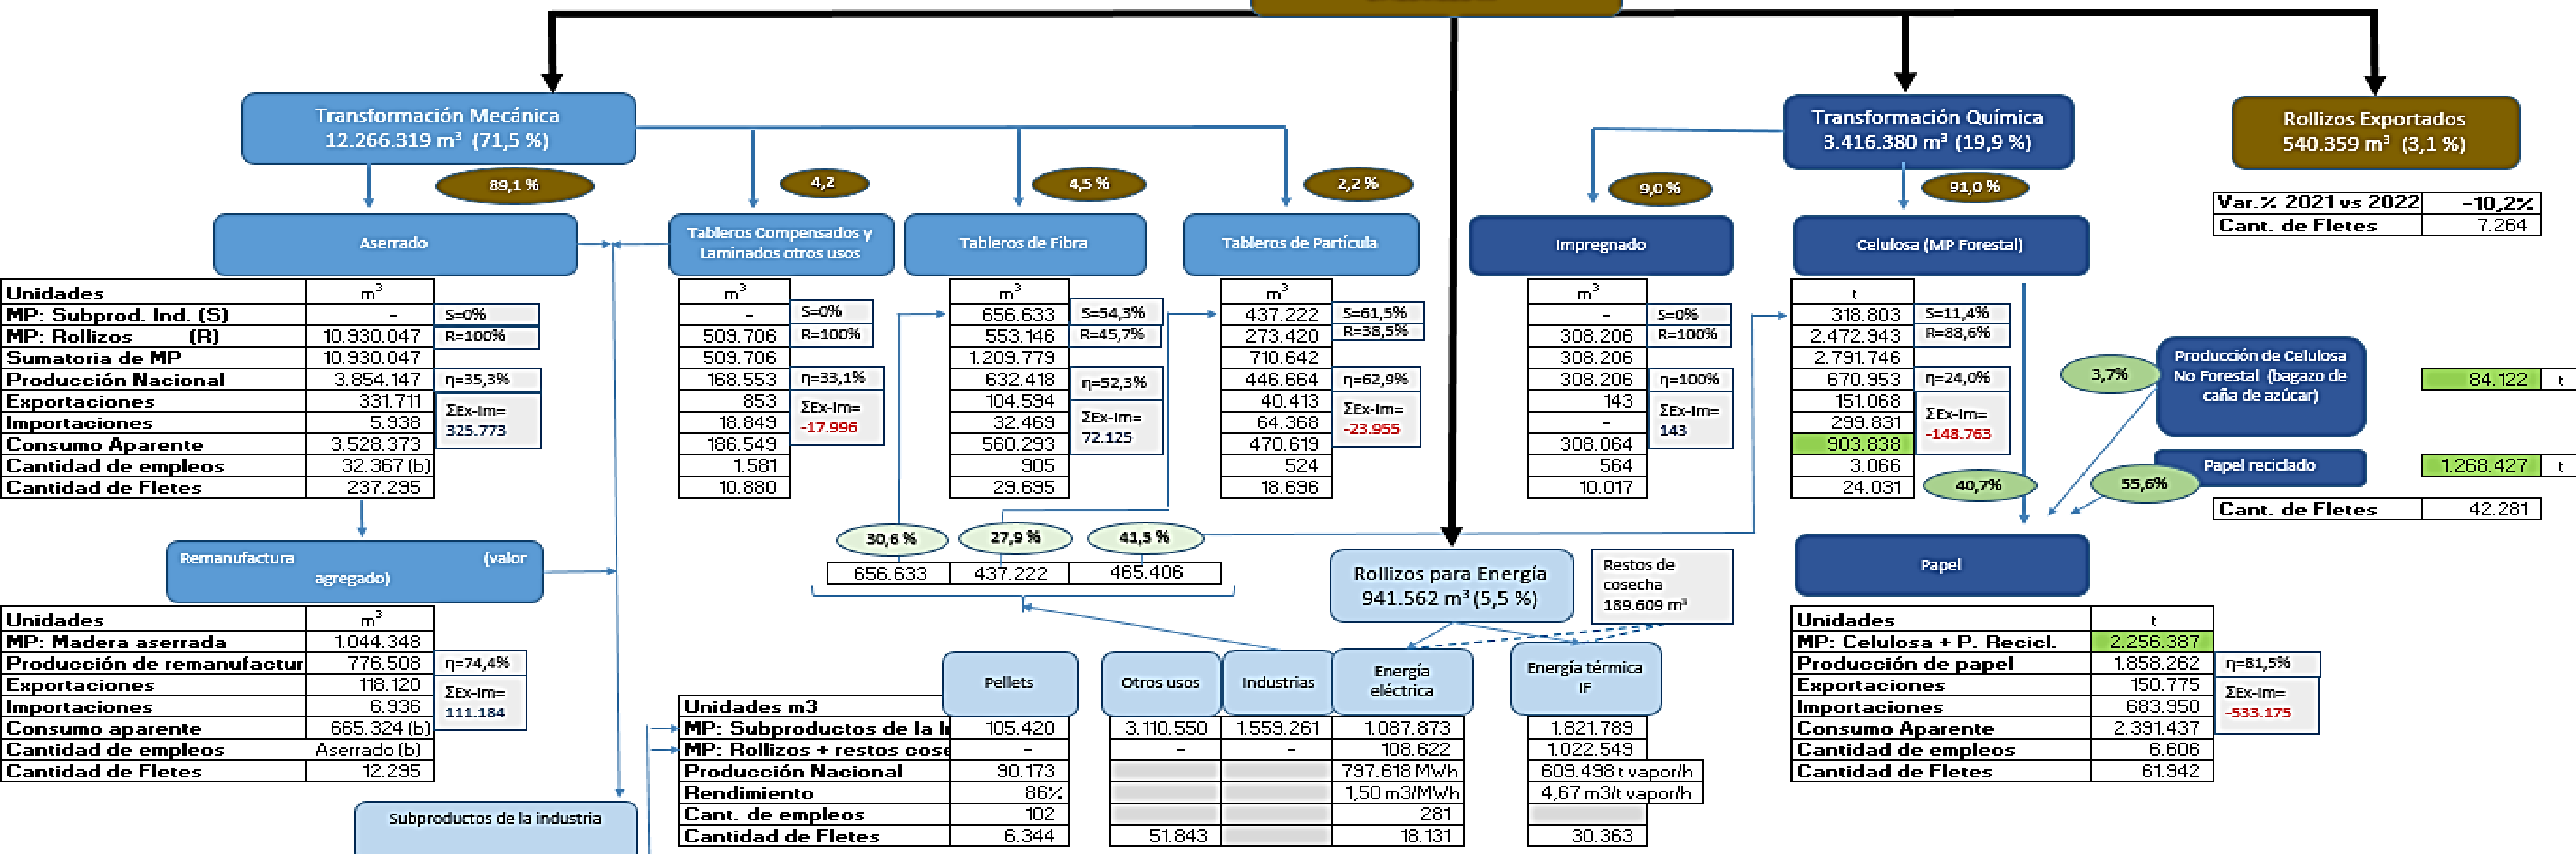 Transformación Mecánica
12.266.319 m³ (71,5 %)
Transformación Química
3.416.380 m³ (19,9 %)
Rollizos Exportados
540.359 m³ (3,1 %)
89,1 %
4,2
4,5 %
2,2 %
9,0 %
91,0 %
Var.% 2021 vs 2022 -10,2%
Cant. de Fletes 7.264
Aserrado
Tableros Compensados y
Laminados otros usos
Tableros de Fibra
Tableros de Partícula
Impregnado
Celulosa (MP Forestal)
Unidades m³
MP: Subprod. Ind. (S) - S=0%
MP: Rollizos (R) 10.930.047 R=100%
Sumatoria de MP 10.930.047
Producción Nacional 3.854.147 η=35,3%
Exportaciones 331.711 ΣEx-Im=
Importaciones 5.938 325.773
Consumo Aparente 3.528.373
Cantidad de empleos 32.367 (b)
Cantidad de Fletes 237.295
m³
- S=0%
509.706 R=100%
509.706
168.553 η=33,1%
853 ΣEx-Im=
18.849 -17.996
186.549
1.581
10.880
m³
656.633 S=54,3%
553.146 R=45,7%
1.209.779
632.418 η=52,3%
104.594 ΣEx-Im=
32.469 72.125
560.293
905
29.695
m³
437.222 S=61,5%
273.420 R=38,5%
710.642
446.664 η=62,9%
40.413 ΣEx-Im=
64.368 -23.955
470.619
524
18.696
m³
- S=0%
308.206 R=100%
308.206
308.206 η=100%
143 ΣEx-Im=
- 143
308.064
564
10.017
t
318.803 S=11,4%
2.472.943 R=88,6%
2.791.746
670.953 η=24,0%
151.068 ΣEx-Im=
299.831 -148.763
903.838
3.066
24.031
3,7%
Producción de Celulosa
No Forestal (bagazo de
caña de azúcar)
84.122 t
40,7%
55,6%
Papel reciclado
1.268.427 t
Cant. de Fletes 42.281
30,6 %
27,9 %
41,5 %
656.633 437.222 465.406
Remanufactura (valor
agregado)
Rollizos para Energía
941.562 m³ (5,5 %)
Restos de
cosecha
189.609 m³
Papel
Unidades m³
MP: Madera aserrada 1.044.348
Producción de remanufactur 776.508 η=74,4%
Exportaciones 118.120 ΣEx-Im=
Importaciones 6.936 111.184
Consumo aparente 665.324 (b)
Cantidad de empleos Aserrado (b)
Cantidad de Fletes 12.295
Subproductos de la industria
Pellets
Otros usos
Industrias
Energía
eléctrica
Energía térmica
IF
Unidades m3
MP: Subproductos de la I 105.420 3.110.550 1.559.261 1.087.873 1.821.789
MP: Rollizos + restos cose - - - 108.622 1.022.549
Producción Nacional 90.173 797.618 MWh 609.498 t vapor/h
Rendimiento 86% 1,50 m3/MWh 4,67 m3/t vapor/h
Cant. de empleos 102 281
Cantidad de Fletes 6.344 51.843 18.131 30.363
Unidades t
MP: Celulosa + P. Recicl. 2.256.387
Producción de papel 1.858.262 η=81,5%
Exportaciones 150.775 ΣEx-Im=
Importaciones 683.950 -533.175
Consumo Aparente 2.391.437
Cantidad de empleos 6.606
Cantidad de Fletes 61.942